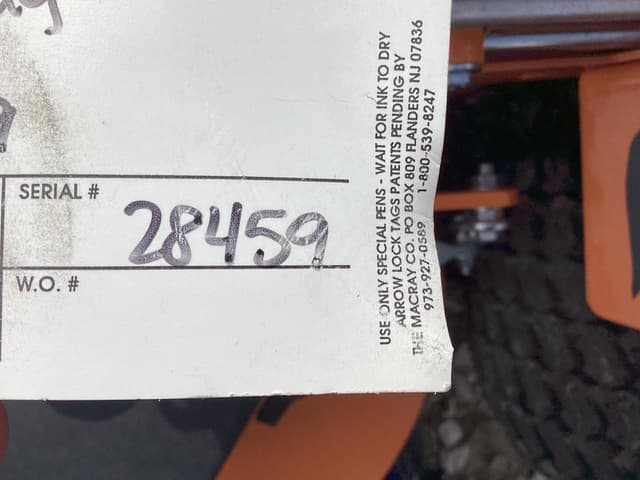 SERIAL # 28459
W.O. #
USE ONLY SPECIAL PENS - WAIT FOR INK TO DRY
ARROW LOCK TAGS PATENTS PENDING BY
THE MACRAY CO. PO BOX 809 FLANDERS NJ 07836
973-927-0589 1-800-539-8247